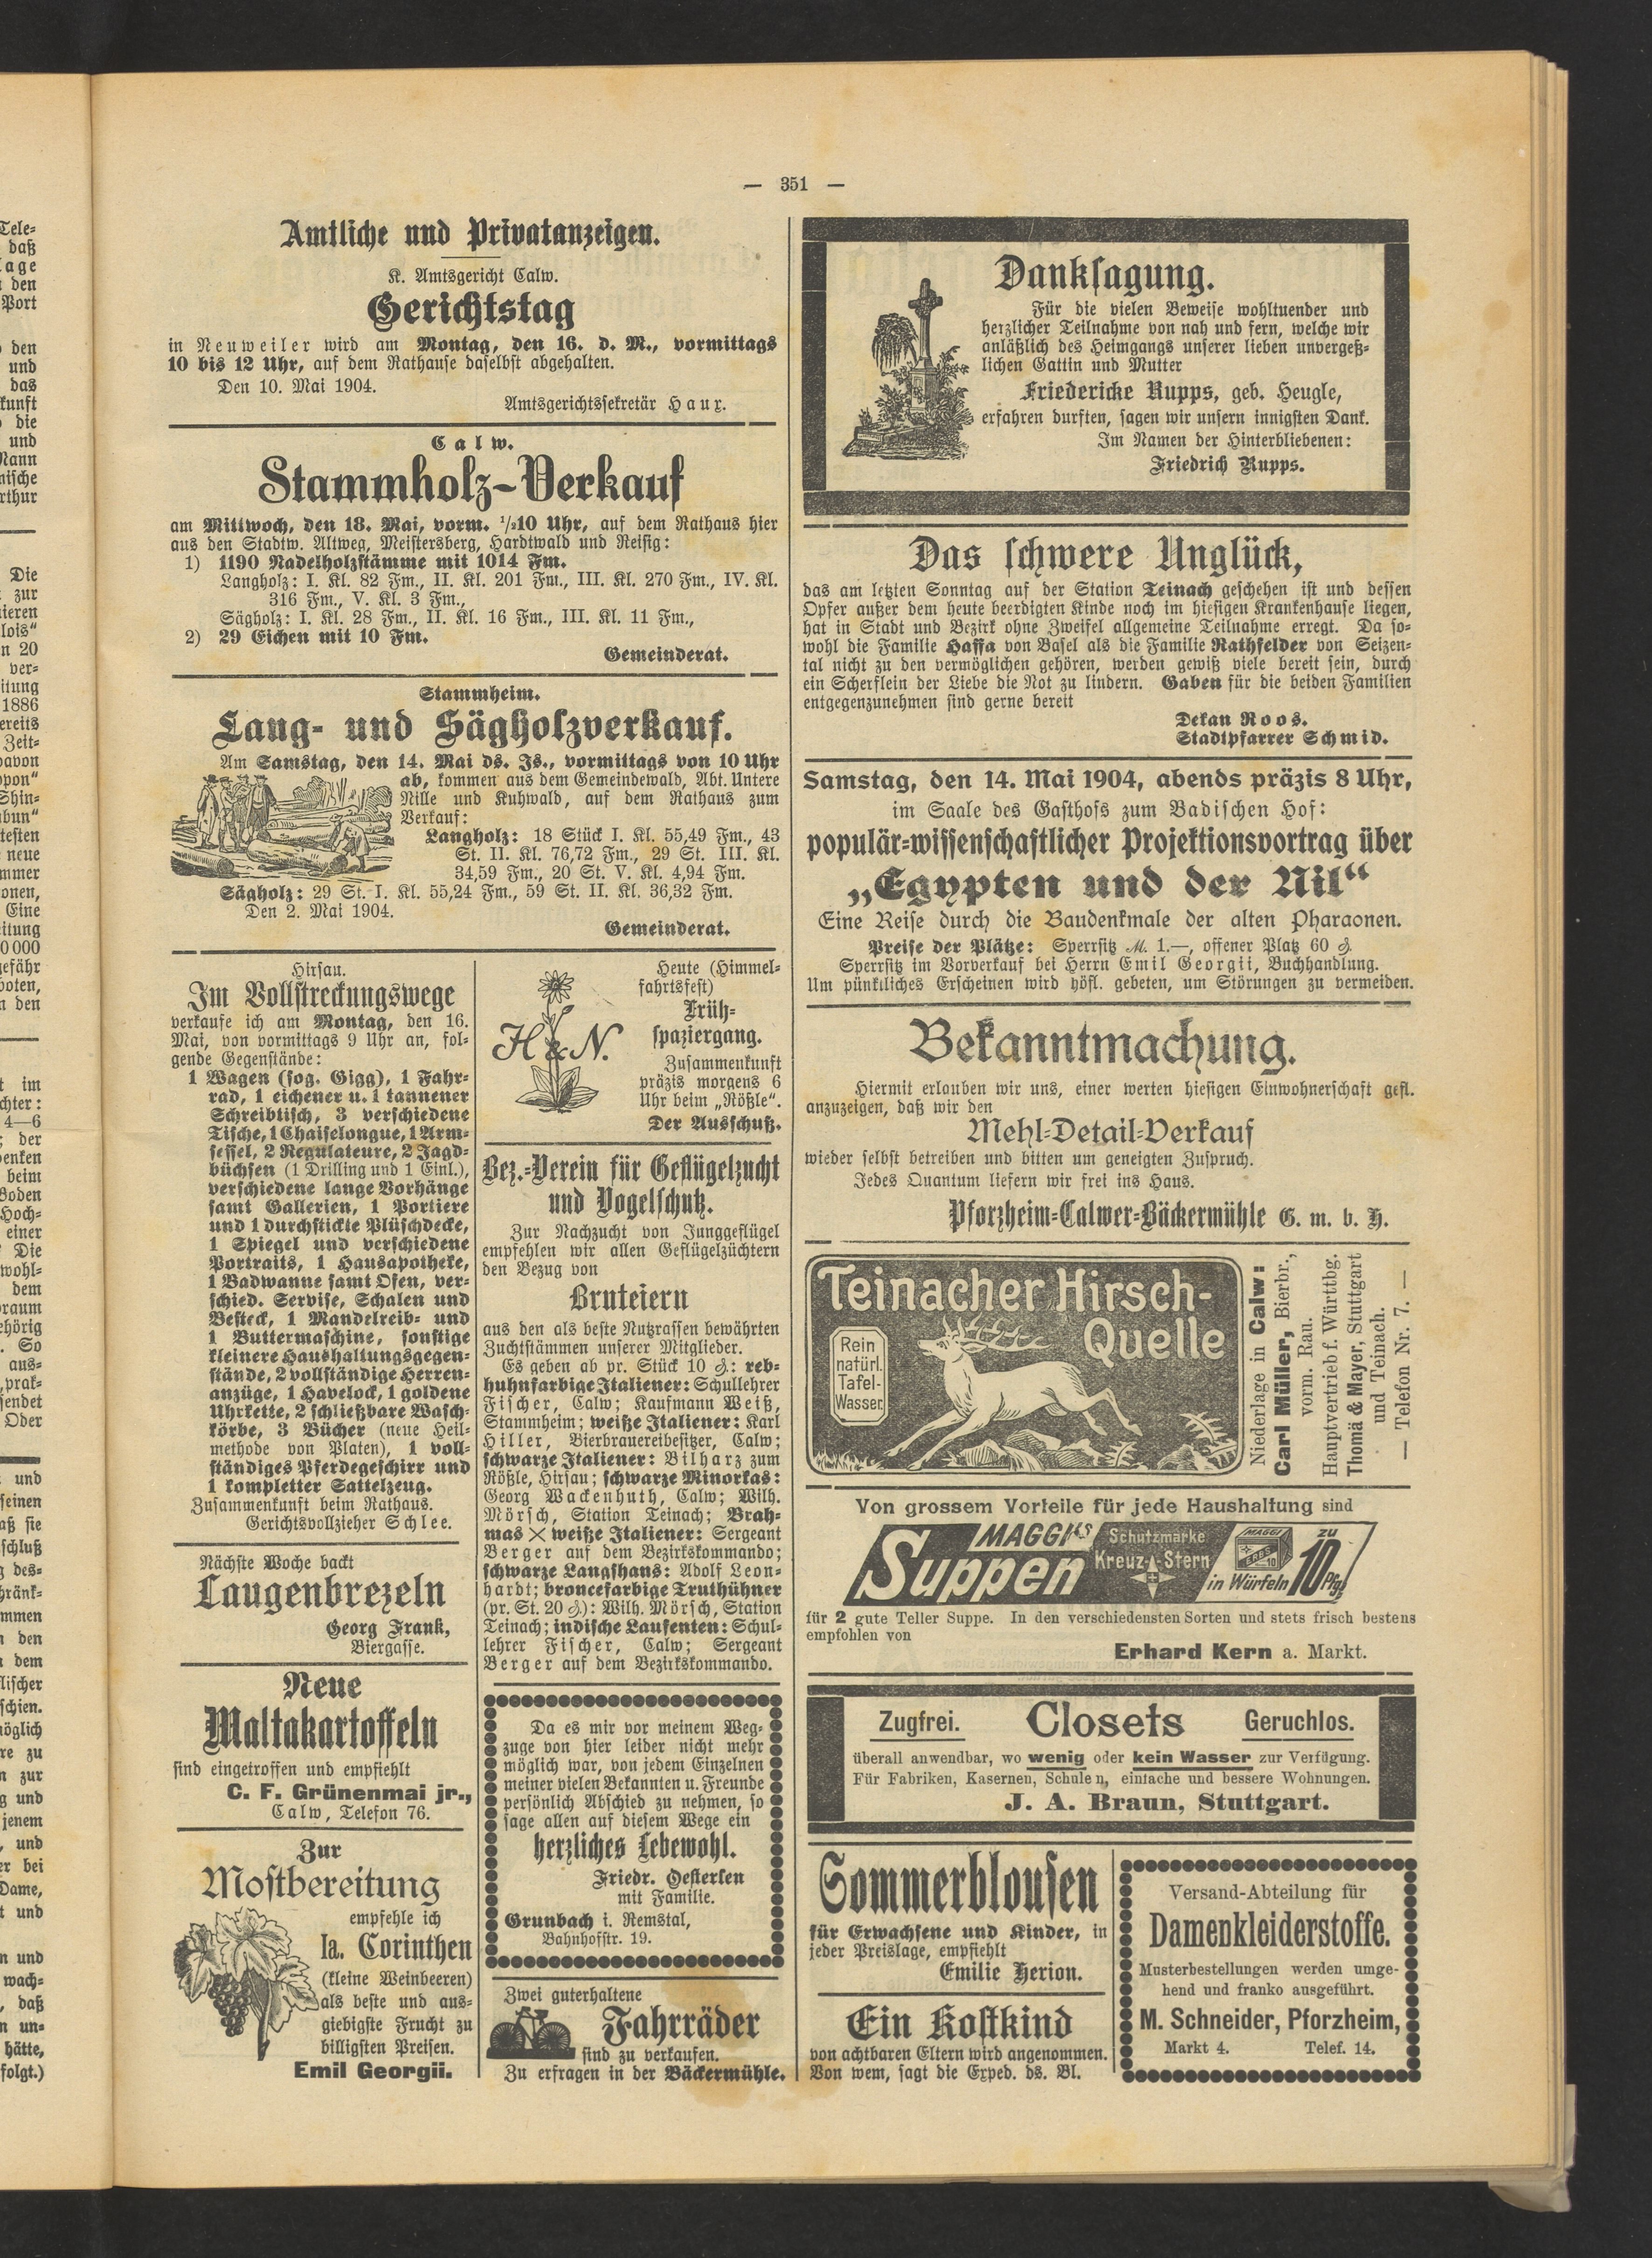 — 351 —
Amtliche und Privatanzeigen.
K. Amtsgericht Calw.
Gerichtstag
in Neuweiler wird am Montag, den 16. d. M., vormittags
10 bis 12 Uhr, auf dem Rathause daselbst abgehalten.
Den 10. Mai 1904.
Amtsgerichtssekretär Haux.
Calw.
Stammholz-Verkauf
am Mittwoch, den 18. Mai, vorm. ½10 Uhr, auf dem Rathaus hier
aus den Stadtw. Altweg, Meistersberg, Hardtwald und Reisig:
1) 1190 Nadelholzstämme mit 1014 Fm.
Langholz: I. Kl. 82 Fm., II. Kl. 201 Fm., III. Kl. 270 Fm., IV. Kl.
316 Fm., V. Kl. 3 Fm.,
Sägholz: I. Kl. 28 Fm., II. Kl. 16 Fm., III. Kl. 11 Fm.,
2) 29 Eichen mit 10 Fm.
Gemeinderat.
Stammheim.
Lang- und Sägholzverkauf.
Am Samstag, den 14. Mai ds. Js., vormittags von 10 Uhr
ab, kommen aus dem Gemeindewald, Abt. Untere
Nille und Kuhwald, auf dem Rathaus zum
Verkauf:
Langholz: 18 Stück I. Kl. 55,49 Fm., 43
St. II. Kl. 76,72 Fm., 29 St. III. Kl.
34,59 Fm., 20 St. V. Kl. 4,94 Fm.
Sägholz: 29 St. I. Kl. 55,24 Fm., 59 St. II. Kl. 36,32 Fm.
Den 2. Mai 1904.
Gemeinderat.
Hirsau.
Im Vollstreckungswege
verkaufe ich am Montag, den 16.
Mai, von vormittags 9 Uhr an, fol-
gende Gegenstände:
1 Wagen (sog. Gigg), 1 Fahr-
rad, 1 eichener u. 1 tannener
Schreibtisch, 3 verschiedene
Tische, 1 Chaiselongue, 1 Arm-
sessel, 2 Regulateure, 2 Jagd-
büchsen (1 Drilling und 1 Einl.),
verschiedene lange Vorhänge
samt Gallerien, 1 Portiere
und 1 durchstickte Plüschdecke,
1 Spiegel und verschiedene
Portraits, 1 Hausapotheke,
1 Badwanne samt Ofen, ver-
schied. Servise, Schalen und
Besteck, 1 Mandelreib- und
1 Buttermaschine, sonstige
kleinere Haushaltungsgegen-
stände, 2 vollständige Herren-
anzüge, 1 Havelock, 1 goldene
Uhrkette, 2 schließbare Wasch-
körbe, 3 Bücher (neue Heil-
methode von Platen), 1 voll-
ständiges Pferdegeschirr und
1 kompletter Sattelzeug.
Zusammenkunft beim Rathaus.
Gerichtsvollzieher Schlee.
Nächste Woche backt
Laugenbrezeln
Georg Frank,
Biergasse.
Neue
Maltakartoffeln
sind eingetroffen und empfiehlt
C. F. Grünenmai jr.,
Calw, Telefon 76.
Zur
Mostbereitung
empfehle ich
Ia. Corinthen
(kleine Weinbeeren)
als beste und aus-
giebigste Frucht zu
billigsten Preisen.
Emil Georgii.
H & N.
Heute (Himmel-
fahrtsfest)
Früh-
spaziergang.
Zusammenkunft
präzis morgens 6
Uhr beim „Rößle“.
Der Ausschuß.
Bez.-Verein für Geflügelzucht
und Vogelschutz.
Zur Nachzucht von Junggeflügel
empfehlen wir allen Geflügelzüchtern
den Bezug von
Bruteiern
aus den als beste Nutzrassen bewährten
Zuchtstämmen unserer Mitglieder.
Es geben ab pr. Stück 10 ₰: reb-
huhnfarbige Italiener: Schullehrer
Fischer, Calw; Kaufmann Weiß,
Stammheim; weiße Italiener: Karl
Hiller, Bierbrauereibesitzer, Calw;
schwarze Italiener: Bilharz zum
Rößle, Hirsau; schwarze Minorkas:
Georg Wackenhuth, Calw; Wilh.
Mörsch, Station Teinach; Brah-
mas × weiße Italiener: Sergeant
Berger auf dem Bezirkskommando;
schwarze Langshans: Adolf Leon-
hardt; broncefarbige Truthühner
(pr. St. 20 ₰): Wilh. Mörsch, Station
Teinach; indische Laufenten: Schul-
lehrer Fischer, Calw; Sergeant
Berger auf dem Bezirkskommando.
Da es mir vor meinem Weg-
zuge von hier leider nicht mehr
möglich war, von jedem Einzelnen
meiner vielen Bekannten u. Freunde
persönlich Abschied zu nehmen, so
sage allen auf diesem Wege ein
herzliches Lebewohl.
Friedr. Oesterlen
mit Familie.
Grunbach i. Remstal,
Bahnhofstr. 19.
Zwei guterhaltene
Fahrräder
sind zu verkaufen.
Zu erfragen in der Bäckermühle.
Danksagung.
Für die vielen Beweise wohltuender und
herzlicher Teilnahme von nah und fern, welche wir
anläßlich des Heimgangs unserer lieben unvergeß-
lichen Gattin und Mutter
Friedericke Rupps, geb. Heugle,
erfahren durften, sagen wir unsern innigsten Dank.
Im Namen der Hinterbliebenen:
Friedrich Rupps.
Das schwere Unglück,
das am letzten Sonntag auf der Station Teinach geschehen ist und dessen
Opfer außer dem heute beerdigten Kinde noch im hiesigen Krankenhause liegen,
hat in Stadt und Bezirk ohne Zweifel allgemeine Teilnahme erregt. Da so-
wohl die Familie Hassa von Basel als die Familie Rathfelder von Seizen-
tal nicht zu den vermöglichen gehören, werden gewiß viele bereit sein, durch
ein Scherflein der Liebe die Not zu lindern. Gaben für die beiden Familien
entgegenzunehmen sind gerne bereit
Dekan Roos.
Stadtpfarrer Schmid.
Samstag, den 14. Mai 1904, abends präzis 8 Uhr,
im Saale des Gasthofs zum Badischen Hof:
populär-wissenschaftlicher Projektionsvortrag über
„Egypten und der Nil“
Eine Reise durch die Baudenkmale der alten Pharaonen.
Preise der Plätze: Sperrsitz M. 1.—, offener Platz 60 ₰.
Sperrsitz im Vorverkauf bei Herrn Emil Georgii, Buchhandlung.
Um pünktliches Erscheinen wird höfl. gebeten, um Störungen zu vermeiden.
Bekanntmachung.
Hiermit erlauben wir uns, einer werten hiesigen Einwohnerschaft gefl.
anzuzeigen, daß wir den
Mehl-Detail-Verkauf
wieder selbst betreiben und bitten um geneigten Zuspruch.
Jedes Quantum liefern wir frei ins Haus.
Pforzheim-Calwer-Bäckermühle G. m. b. H.
Teinacher Hirsch-
Quelle
Rein
natürl.
Tafel-
Wasser
Niederlage in Calw:
Carl Müller, Bierbr.,
vorm. Rau.
Hauptvertrieb f. Württbg.
Thomä & Mayer, Stuttgart
und Teinach.
— Telefon Nr. 7. —
Von grossem Vorteile für jede Haushaltung sind
MAGGI's
Suppen
Schutzmarke
Kreuz Stern
MAGGI
ERBS
10
in Würfeln
zu
10 Pfg.
für 2 gute Teller Suppe. In den verschiedensten Sorten und stets frisch bestens
empfohlen von
Erhard Kern a. Markt.
Zugfrei. Closets Geruchlos.
überall anwendbar, wo wenig oder kein Wasser zur Verfügung.
Für Fabriken, Kasernen, Schulen, einfache und bessere Wohnungen.
J. A. Braun, Stuttgart.
Sommerblousen
für Erwachsene und Kinder, in
jeder Preislage, empfiehlt
Emilie Herion.
Ein Kostkind
von achtbaren Eltern wird angenommen.
Von wem, sagt die Exped. ds. Bl.
Versand-Abteilung für
Damenkleiderstoffe.
Musterbestellungen werden umge-
hend und franko ausgeführt.
M. Schneider, Pforzheim,
Markt 4. Telef. 14.